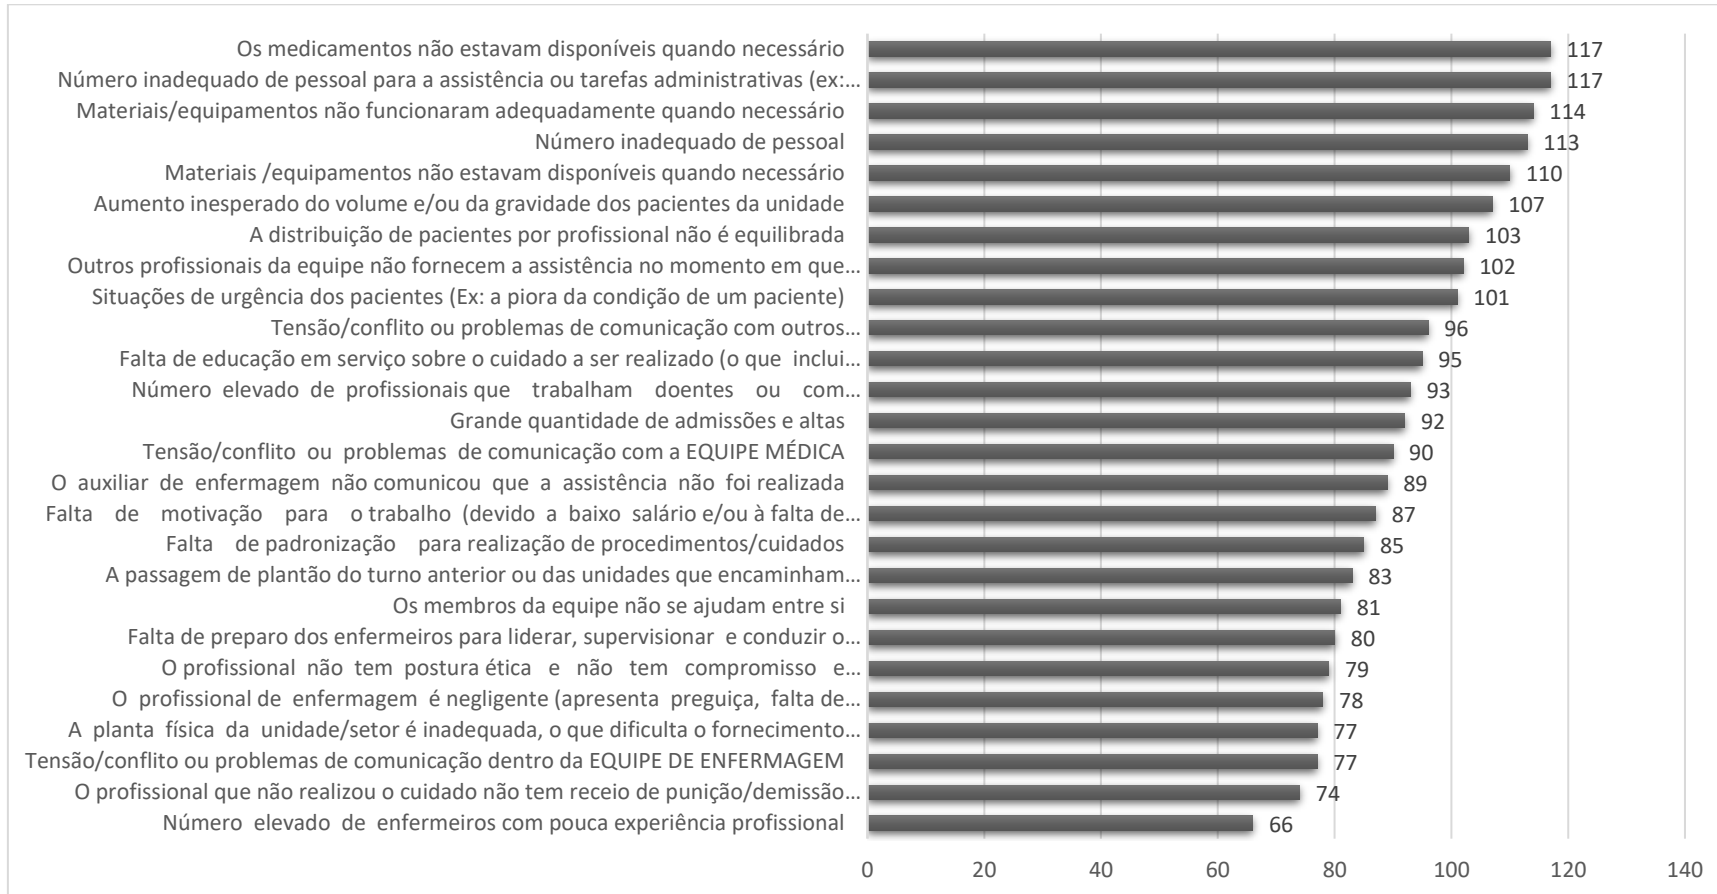 Os medicamentos não estavam disponíveis quando necessário 117
Número inadequado de pessoal para a assistência ou tarefas administrativas (ex:... 117
Materiais/equipamentos não funcionaram adequadamente quando necessário 114
Número inadequado de pessoal 113
Materiais /equipamentos não estavam disponíveis quando necessário 110
Aumento inesperado do volume e/ou da gravidade dos pacientes da unidade 107
A distribuição de pacientes por profissional não é equilibrada 103
Outros profissionais da equipe não fornecem a assistência no momento em que... 102
Situações de urgência dos pacientes (Ex: a piora da condição de um paciente) 101
Tensão/conflito ou problemas de comunicação com outros... 96
Falta de educação em serviço sobre o cuidado a ser realizado (o que inclui... 95
Número elevado de profissionais que trabalham doentes ou com... 93
Grande quantidade de admissões e altas 92
Tensão/conflito ou problemas de comunicação com a EQUIPE MÉDICA 90
O auxiliar de enfermagem não comunicou que a assistência não foi realizada 89
Falta de motivação para o trabalho (devido a baixo salário e/ou à falta de... 87
Falta de padronização para realização de procedimentos/cuidados 85
A passagem de plantão do turno anterior ou das unidades que encaminham... 83
Os membros da equipe não se ajudam entre si 81
Falta de preparo dos enfermeiros para liderar, supervisionar e conduzir o... 80
O profissional não tem postura ética e não tem compromisso e... 79
O profissional de enfermagem é negligente (apresenta preguiça, falta de... 78
A planta física da unidade/setor é inadequada, o que dificulta o fornecimento... 77
Tensão/conflito ou problemas de comunicação dentro da EQUIPE DE ENFERMAGEM 77
O profissional que não realizou o cuidado não tem receio de punição/demissão... 74
Número elevado de enfermeiros com pouca experiência profissional 66
0 20 40 60 80 100 120 140